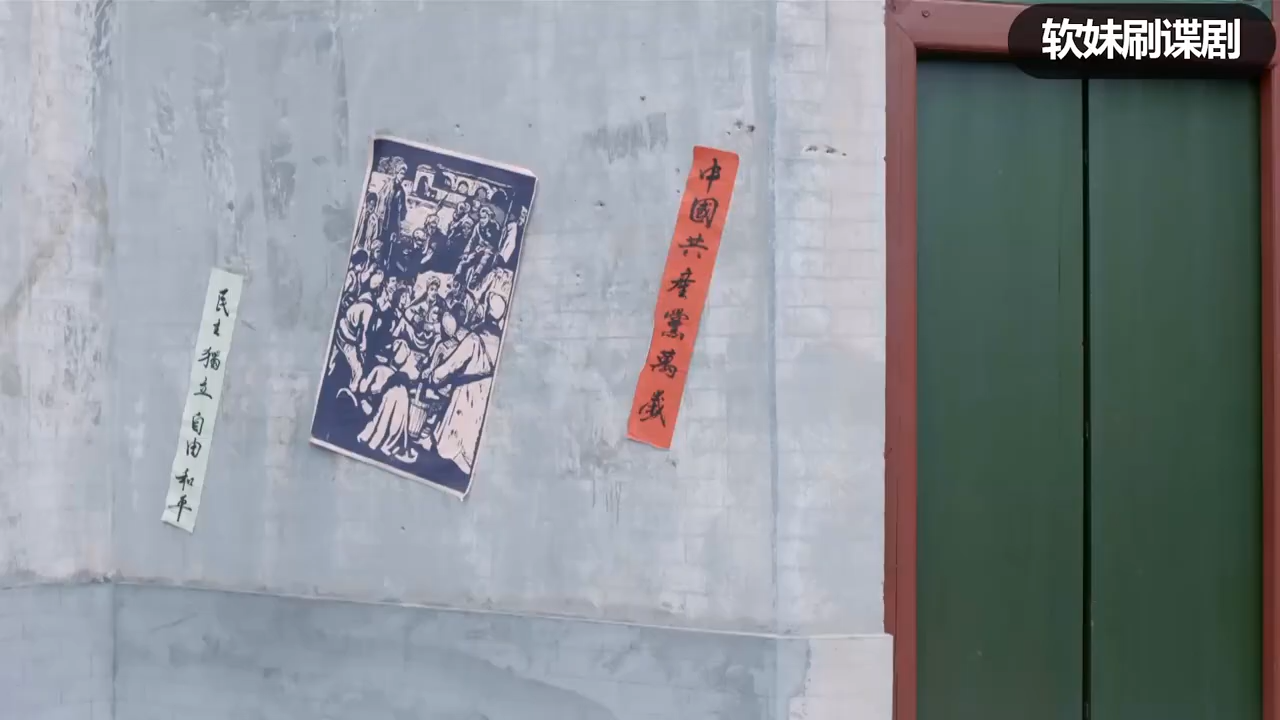 软妹刷谍剧
中國共產黨萬歲
民主獨立自由和平